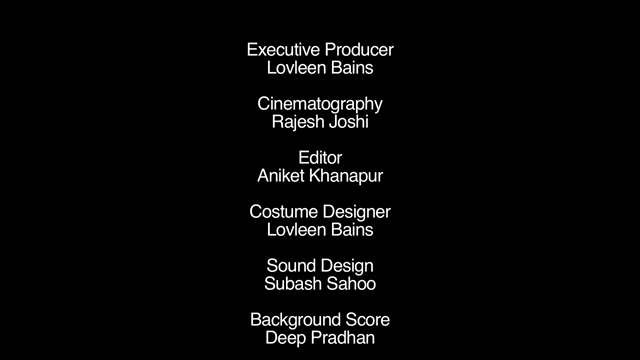 Executive Producer
Lovleen Bains
Cinematography
Rajesh Joshi
Editor
Aniket Khanapur
Costume Designer
Lovleen Bains
Sound Design
Subash Sahoo
Background Score
Deep Pradhan